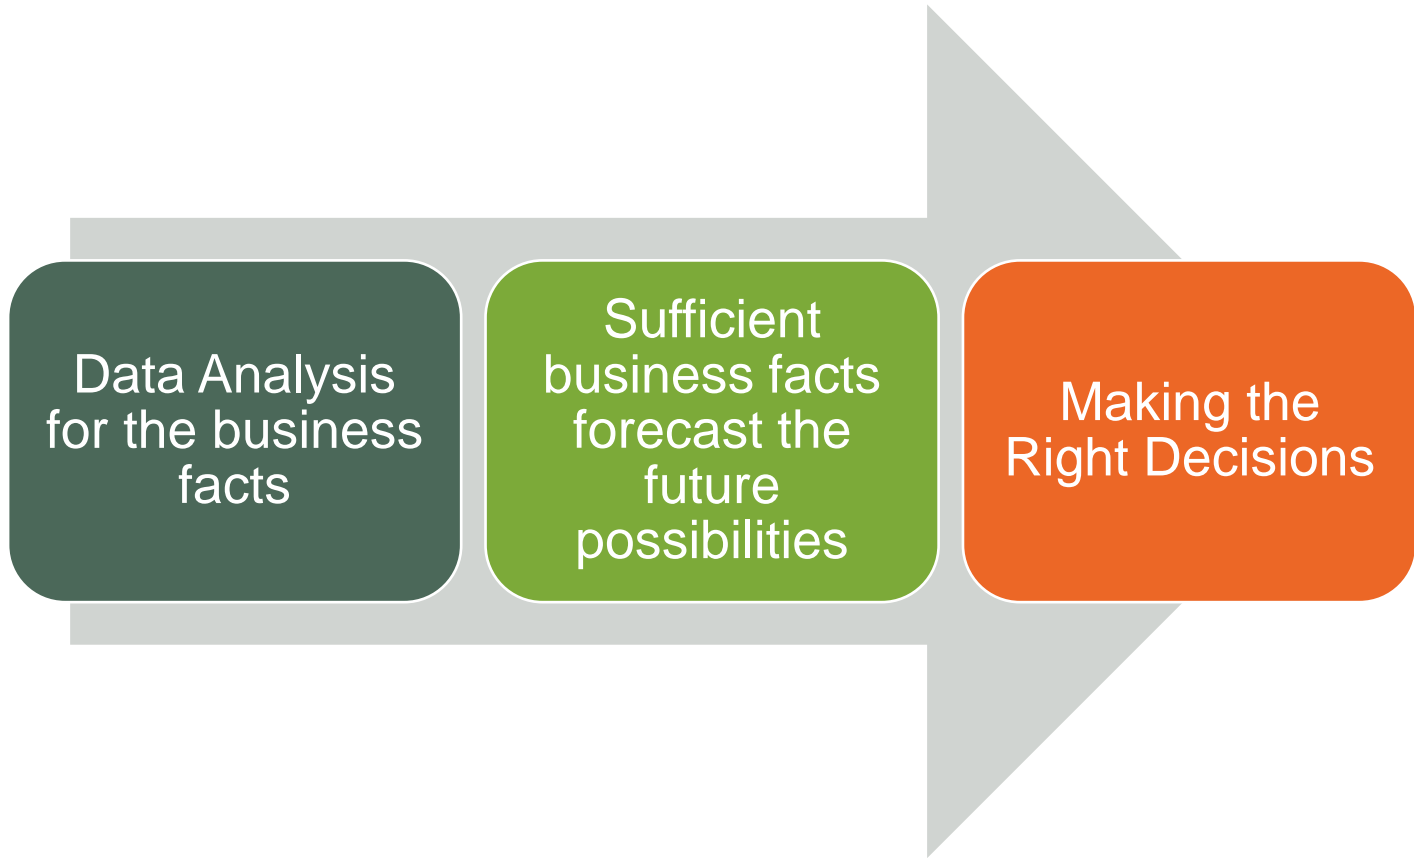 Data Analysis
for the business
facts
Sufficient
business facts
forecast the
future
possibilities
Making the
Right Decisions